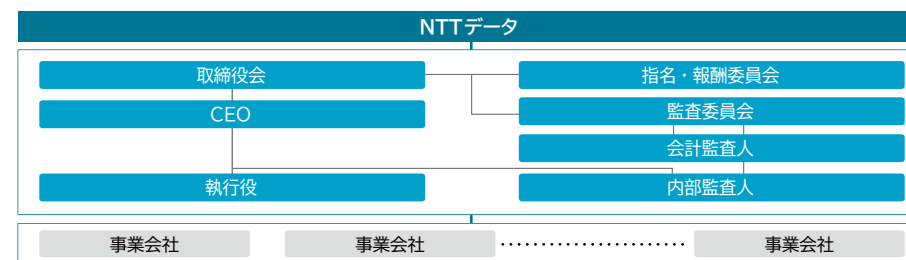 NTTデータ
取締役会
指名・報酬委員会
CEO
監査委員会
会計監査人
執行役
内部監査人
事業会社
事業会社
事業会社